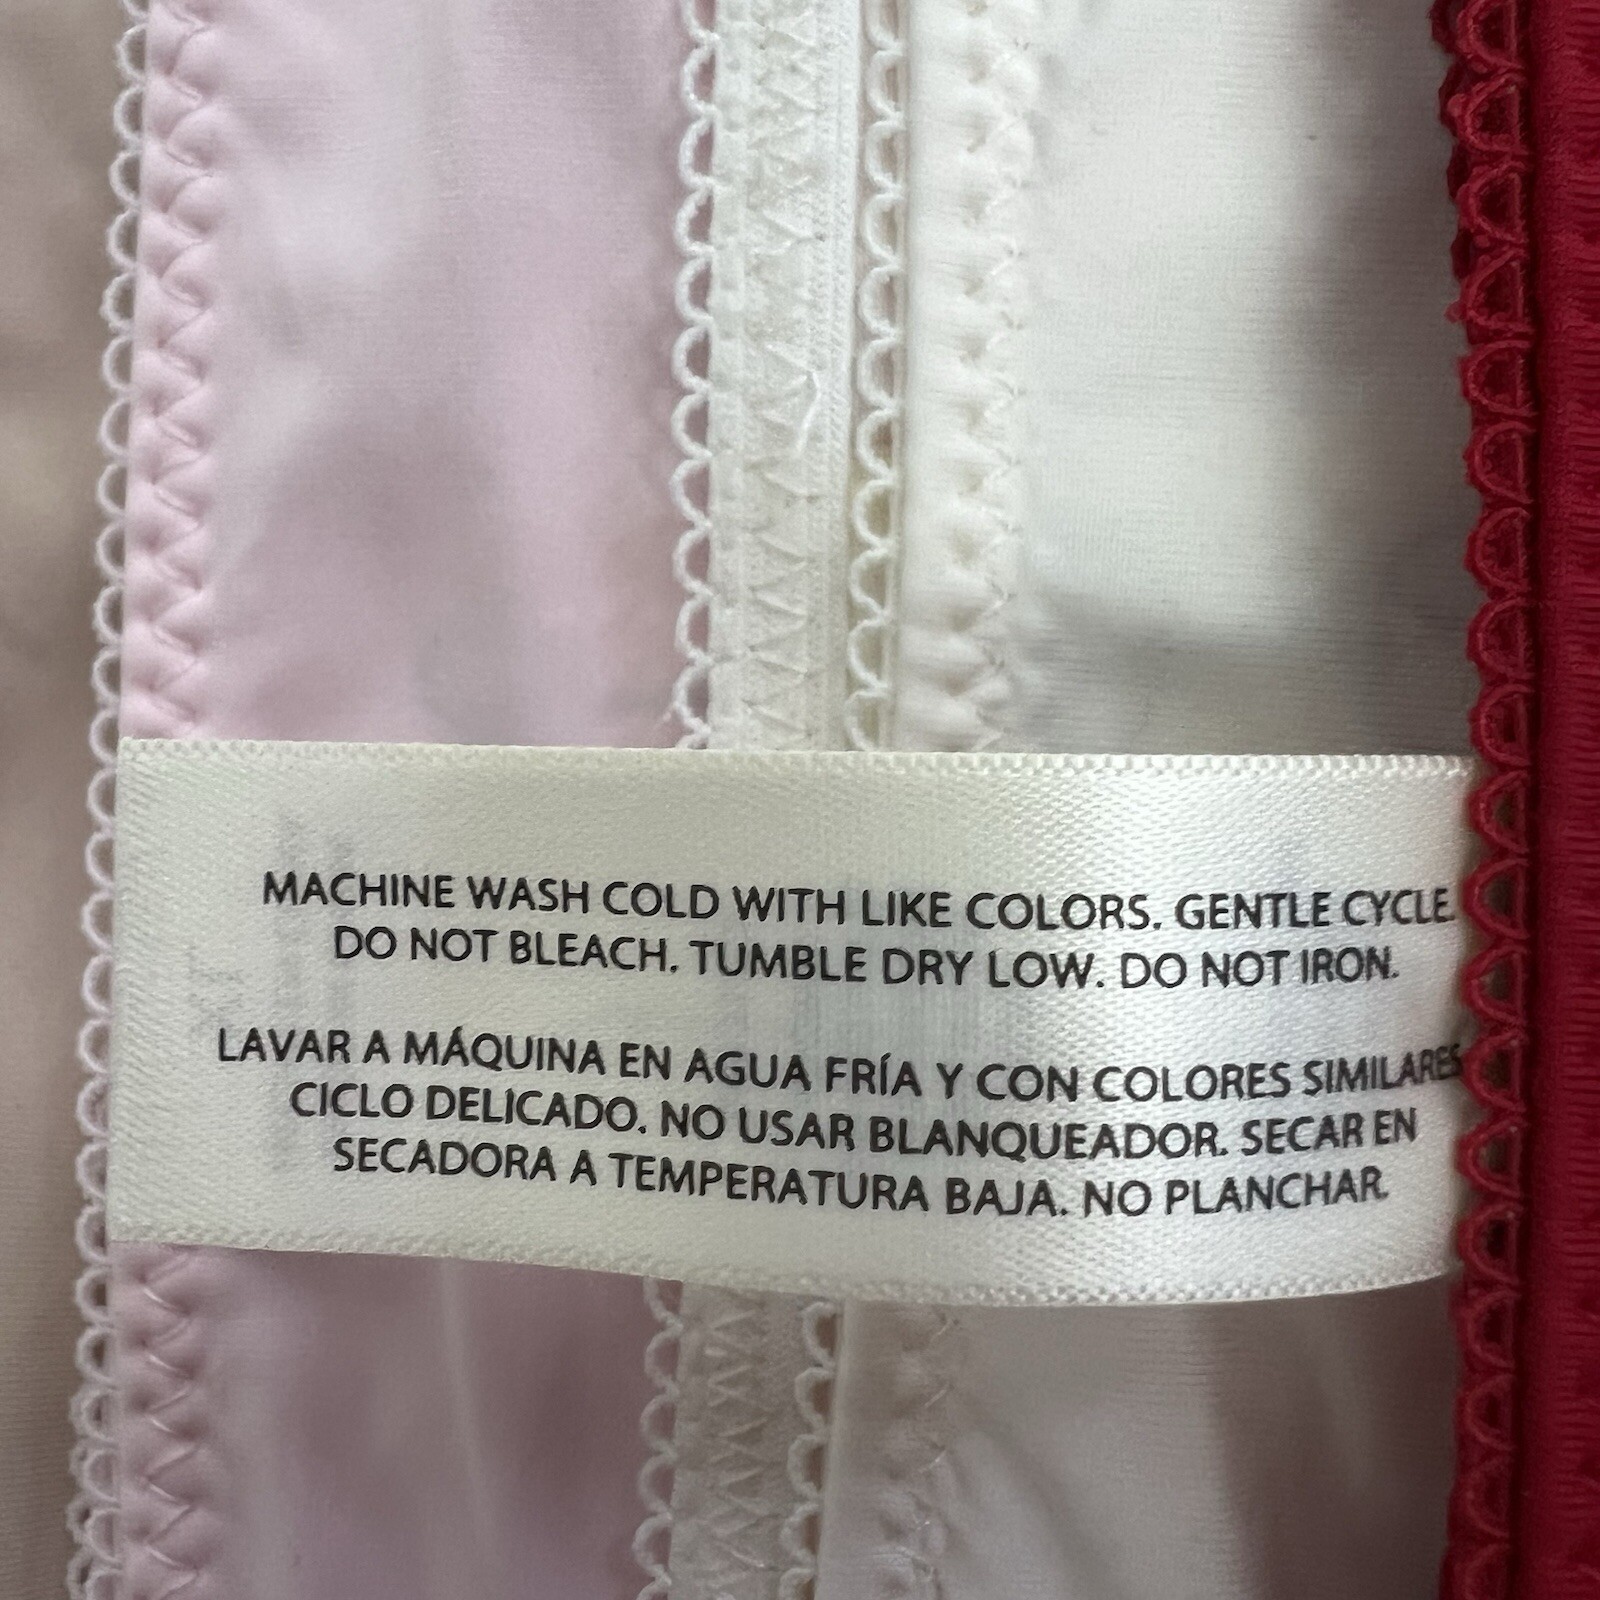 MACHINE WASH COLD WITH LIKE COLORS. GENTLE CYCLE.
DO NOT BLEACH. TUMBLE DRY LOW. DO NOT IRON.
LAVAR A MÁQUINA EN AGUA FRÍA Y CON COLORES SIMILARES
CICLO DELICADO. NO USAR BLANQUEADOR. SECAR EN
SECADORA A TEMPERATURA BAJA. NO PLANCHAR.